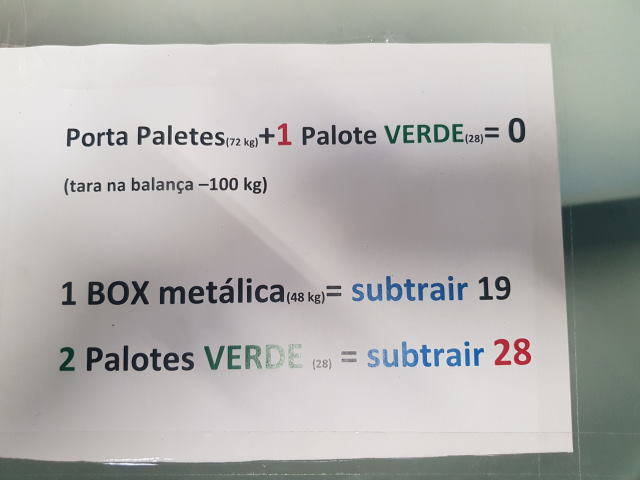 Porta Paletes(72 kg)+1 Palote VERDE(28)= 0
(tara na balança –100 kg)
1 BOX metálica(48 kg)= subtrair 19
2 Palotes VERDE (28) = subtrair 28